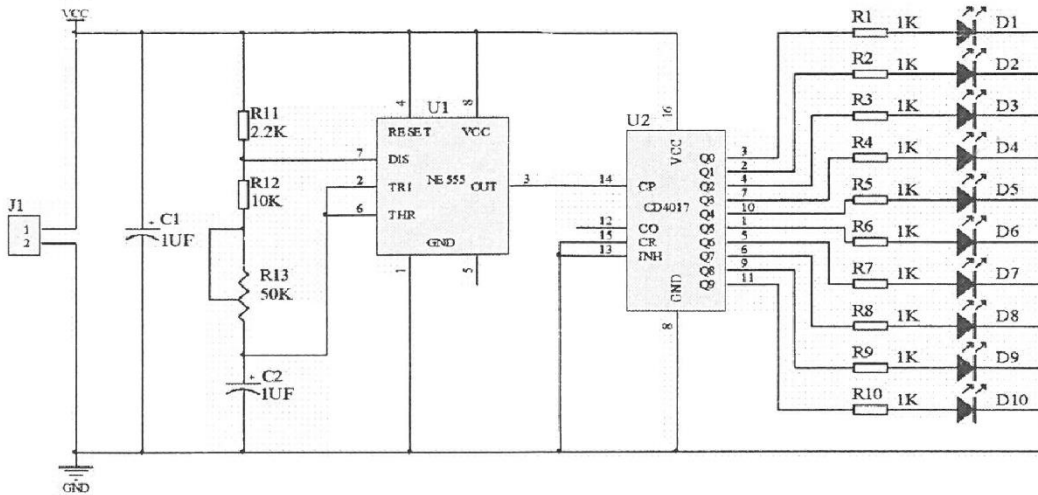 VCC
J1
1
2
GND
C1
1UF
R11
2.2K
R12
10K
R13
50K
C2
1UF
U1
4
8
RESET VCC
7 DIS
2 TRI NE555 OUT 3
6 THR
GND
1
5
U2
16
VCC
14 CP
CD4017
12 CO
15 CR
13 INH
GND
8
Q0 3
Q1 2
Q2 4
Q3 7
Q4 10
Q5 1
Q6 5
Q7 6
Q8 9
Q9 11
R1 1K D1
R2 1K D2
R3 1K D3
R4 1K D4
R5 1K D5
R6 1K D6
R7 1K D7
R8 1K D8
R9 1K D9
R10 1K D10